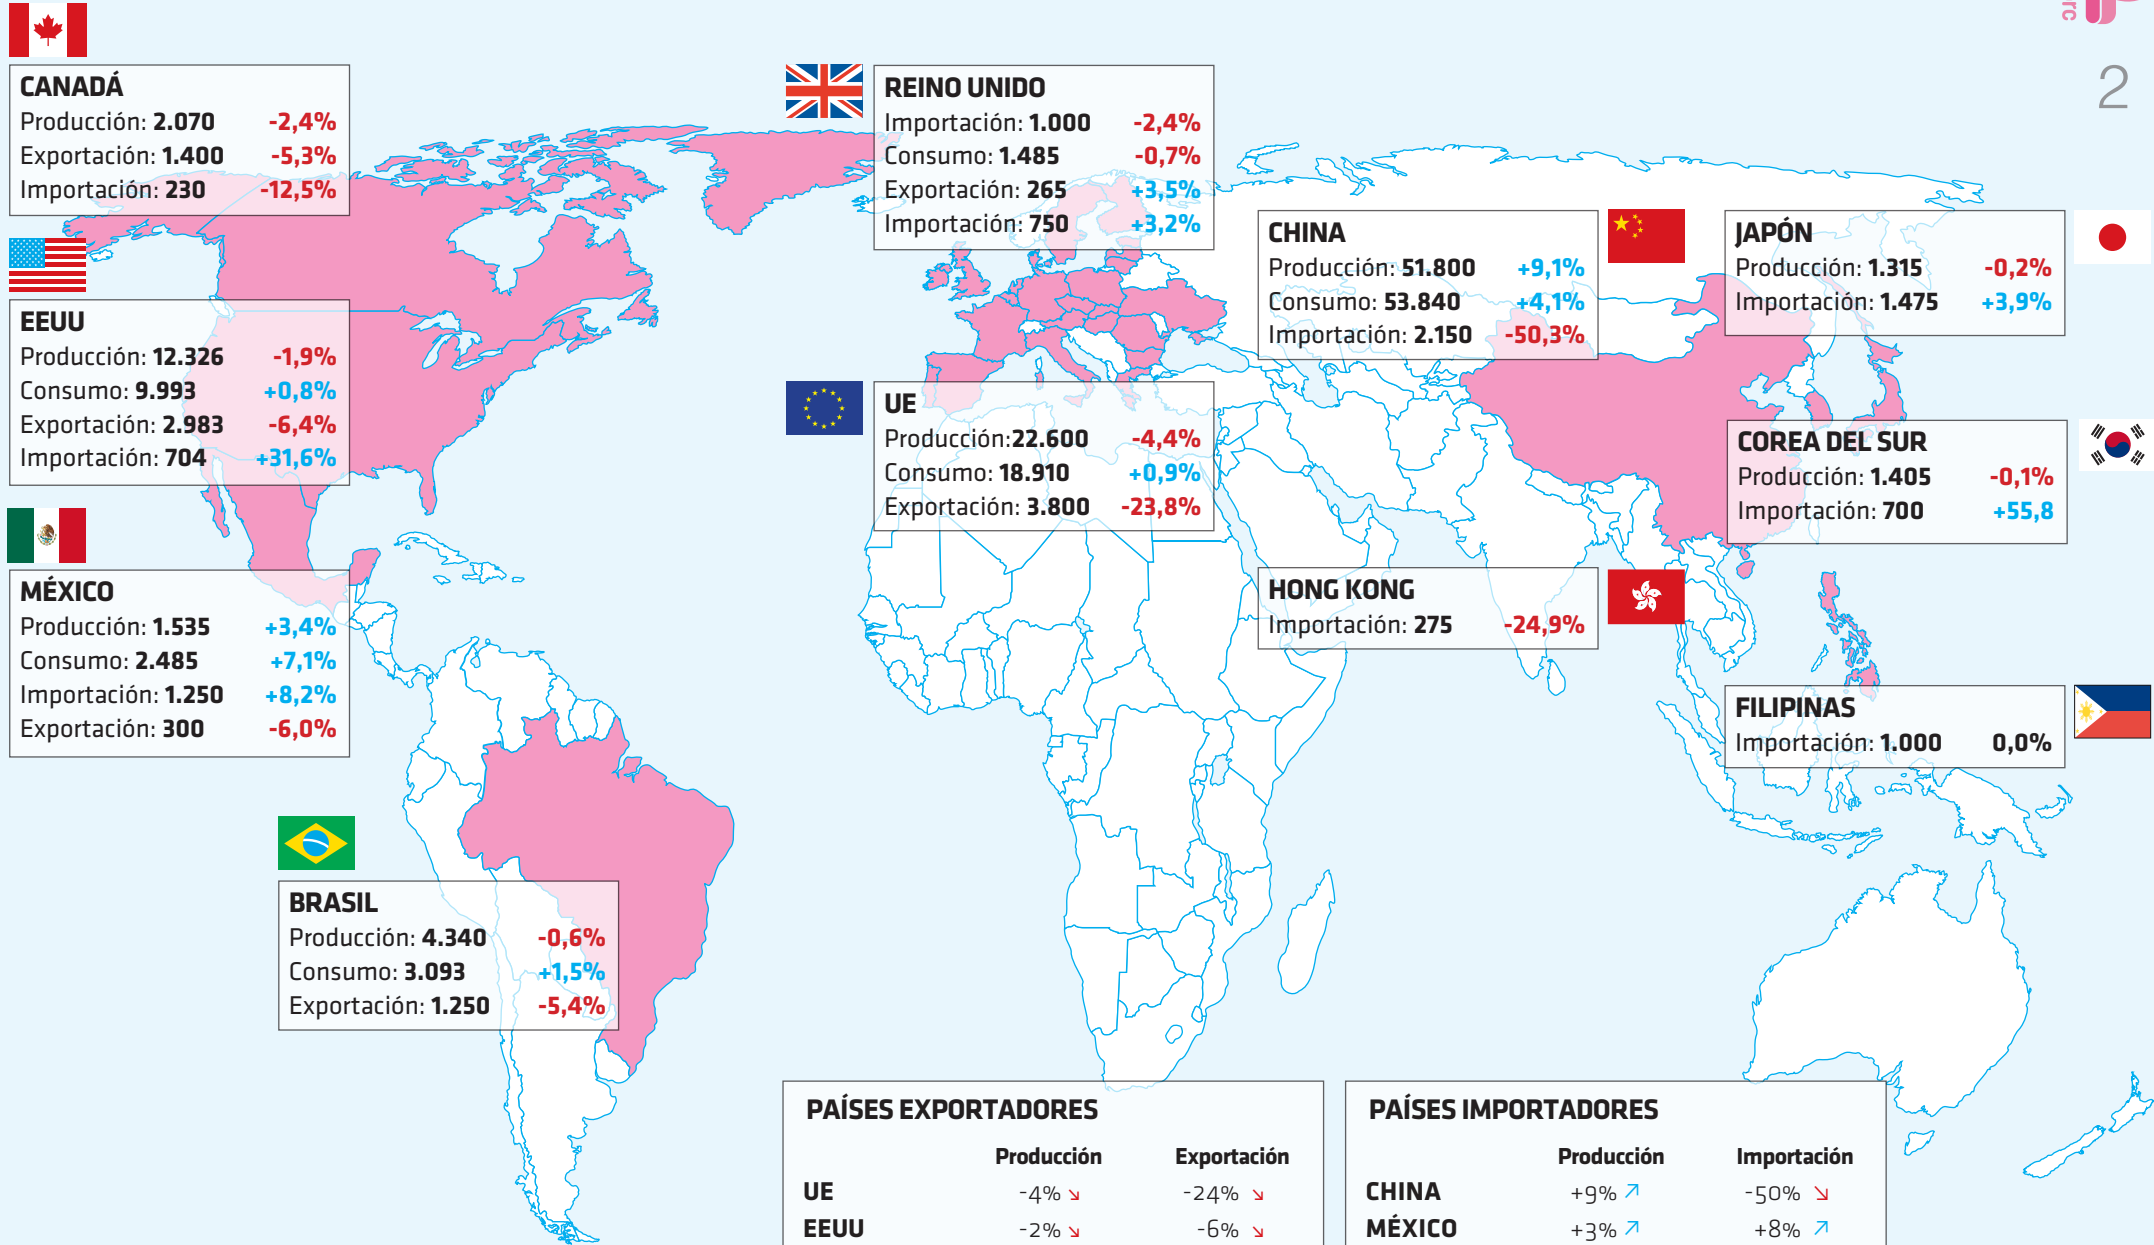 rc
2
CANADÁ
Producción: 2.070 -2,4%
Exportación: 1.400 -5,3%
Importación: 230 -12,5%
EEUU
Producción: 12.326 -1,9%
Consumo: 9.993 +0,8%
Exportación: 2.983 -6,4%
Importación: 704 +31,6%
MÉXICO
Producción: 1.535 +3,4%
Consumo: 2.485 +7,1%
Importación: 1.250 +8,2%
Exportación: 300 -6,0%
BRASIL
Producción: 4.340 -0,6%
Consumo: 3.093 +1,5%
Exportación: 1.250 -5,4%
REINO UNIDO
Importación: 1.000 -2,4%
Consumo: 1.485 -0,7%
Exportación: 265 +3,5%
Importación: 750 +3,2%
UE
Producción:22.600 -4,4%
Consumo: 18.910 +0,9%
Exportación: 3.800 -23,8%
CHINA
Producción: 51.800 +9,1%
Consumo: 53.840 +4,1%
Importación: 2.150 -50,3%
HONG KONG
Importación: 275 -24,9%
JAPÓN
Producción: 1.315 -0,2%
Importación: 1.475 +3,9%
COREA DEL SUR
Producción: 1.405 -0,1%
Importación: 700 +55,8
FILIPINAS
Importación: 1.000 0,0%
PAÍSES EXPORTADORES
Producción Exportación
UE -4% ↘ -24% ↘
EEUU -2% ↘ -6% ↘
PAÍSES IMPORTADORES
Producción Importación
CHINA +9% ↗ -50% ↘
MÉXICO +3% ↗ +8% ↗